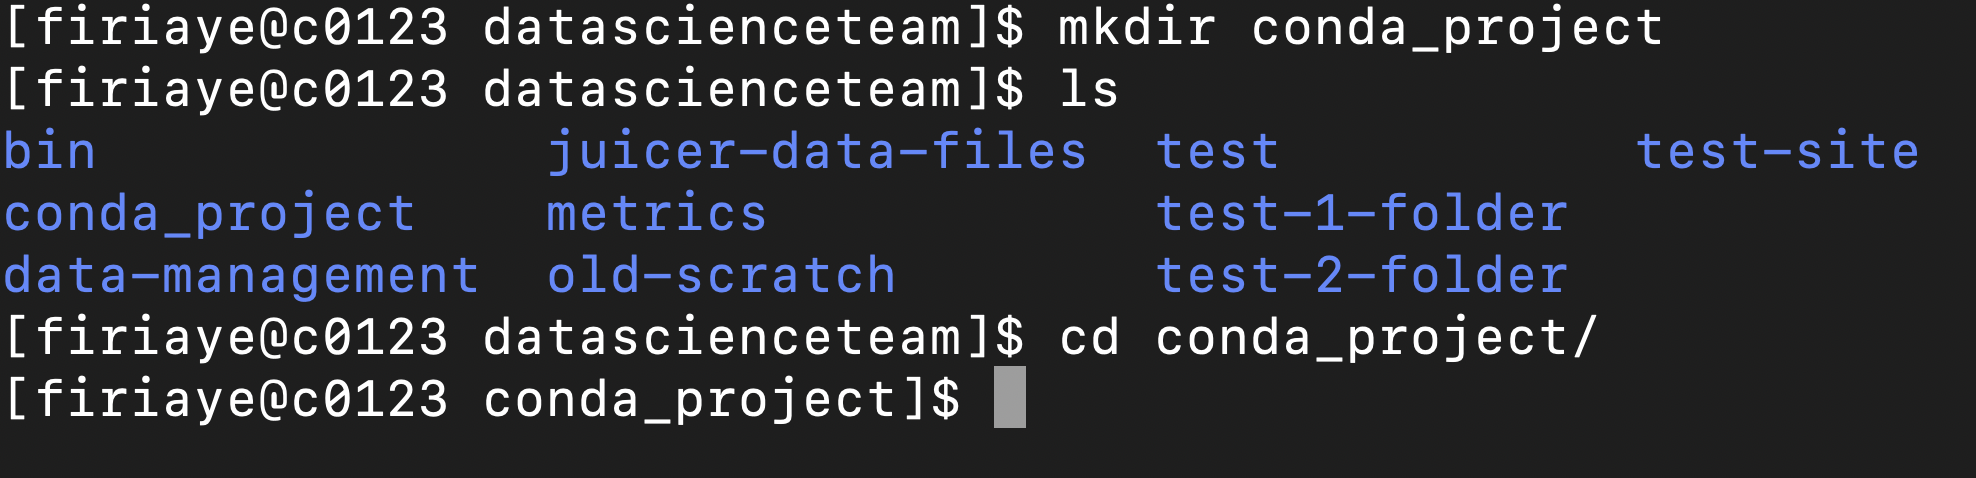 [firiaye@c0123 datascienceteam]$ mkdir conda_project
[firiaye@c0123 datascienceteam]$ ls
bin juicer-data-files test test-site
conda_project metrics test-1-folder
data-management old-scratch test-2-folder
[firiaye@c0123 datascienceteam]$ cd conda_project/
[firiaye@c0123 conda_project]$